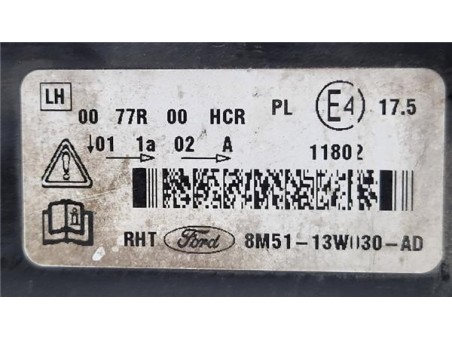 LH
00 77R 00 HCR PL E4 17.5
↓01 1a 02 A 11802
→ →
RHT Ford 8M51-13W030-AD